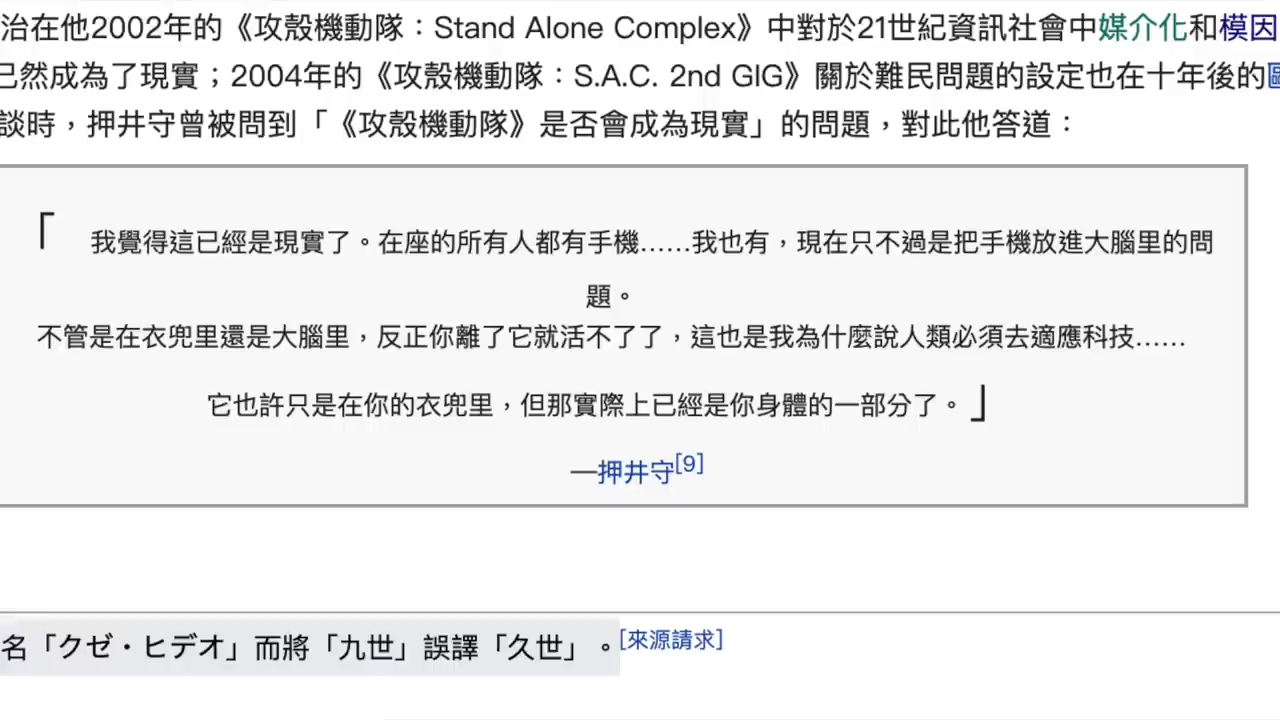 治在他2002年的《攻殼機動隊：Stand Alone Complex》中對於21世紀資訊社會中媒介化和模因
已然成為了現實；2004年的《攻殼機動隊：S.A.C. 2nd GIG》關於難民問題的設定也在十年後的
談時，押井守曾被問到「《攻殼機動隊》是否會成為現實」的問題，對此他答道：
「 我覺得這已經是現實了。在座的所有人都有手機……我也有，現在只不過是把手機放進大腦里的問
題。
不管是在衣兜里還是大腦里，反正你離了它就活不了了，這也是我為什麼說人類必須去適應科技……
它也許只是在你的衣兜里，但那實際上已經是你身體的一部分了。」
—押井守[9]
名「クゼ・ヒデオ」而將「九世」誤譯「久世」。[來源請求]